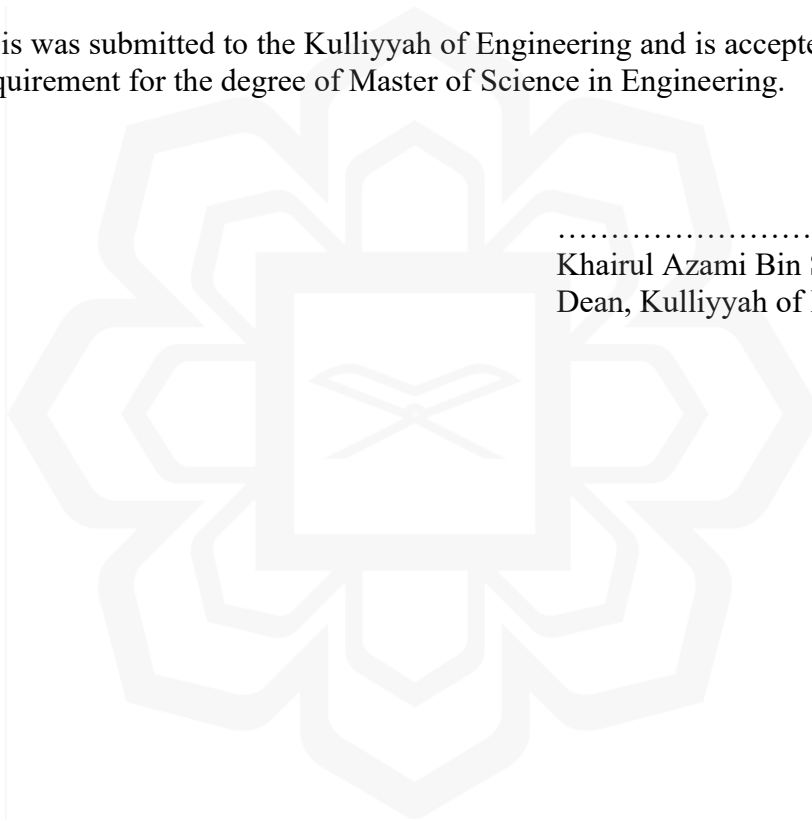 is was submitted to the Kulliyyah of Engineering and is accepte
quirement for the degree of Master of Science in Engineering.
……………………
Khairul Azami Bin
Dean, Kulliyyah of